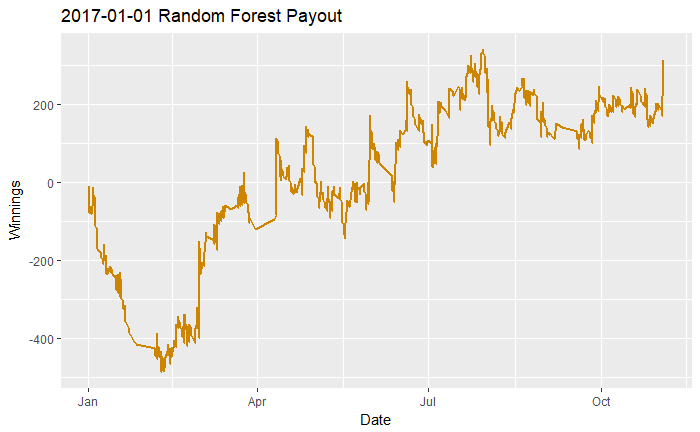 2017-01-01 Random Forest Payout
Winnings
200
0
-200
-400
Jan Apr Jul Oct
Date